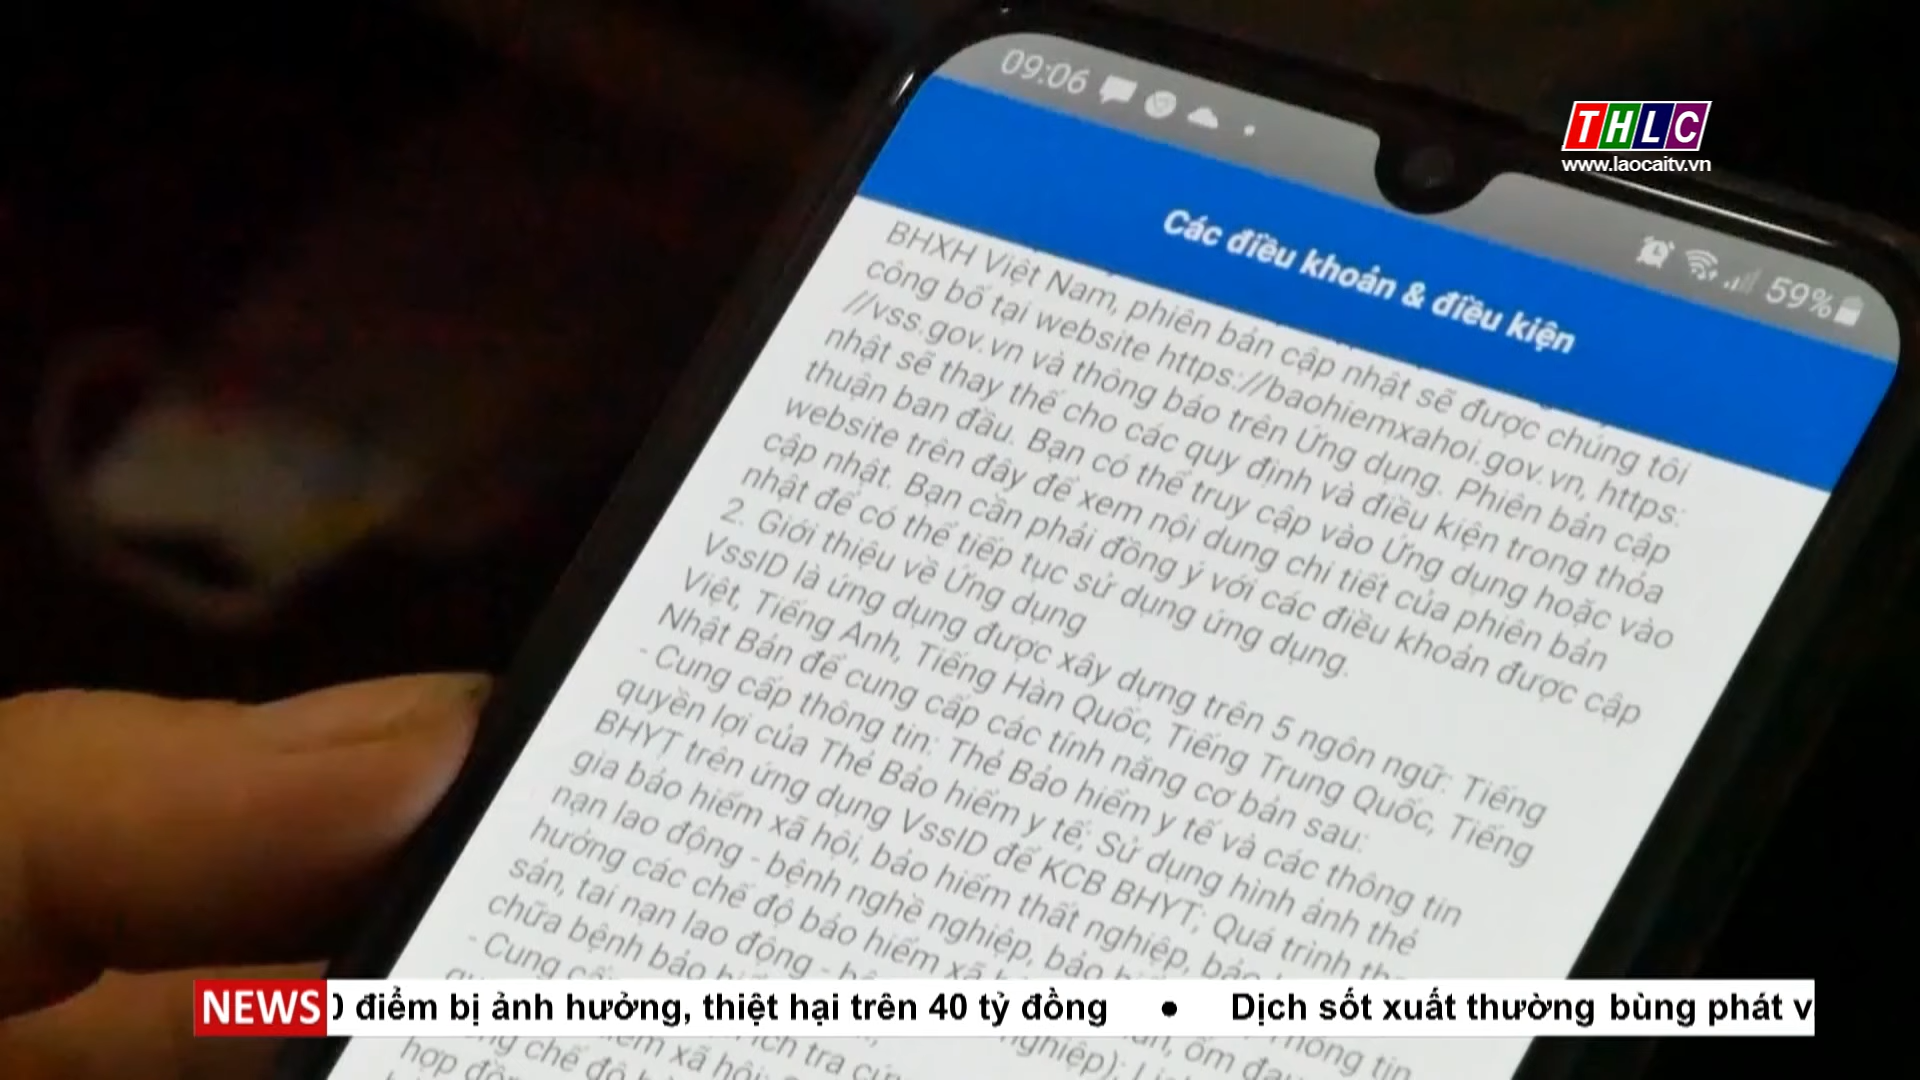 09:06
59%
THLC
www.laocaitv.vn
Các điều khoản & điều kiện
BHXH Việt Nam, phiên bản cập nhật sẽ được chúng tôi
công bố tại website https://baohiemxahoi.gov.vn, https:
//vss.gov.vn và thông báo trên Ứng dụng. Phiên bản cập
nhật sẽ thay thế cho các quy định và điều kiện trong thỏa
thuận ban đầu. Bạn có thể truy cập vào Ứng dụng hoặc vào
website trên đây để xem nội dung chi tiết của phiên bản
cập nhật. Bạn cần phải đồng ý với các điều khoản được cập
nhật để có thể tiếp tục sử dụng ứng dụng.
2. Giới thiệu về Ứng dụng
VssID là ứng dụng được xây dựng trên 5 ngôn ngữ: Tiếng
Việt, Tiếng Anh, Tiếng Hàn Quốc, Tiếng Trung Quốc, Tiếng
Nhật Bản để cung cấp các tính năng cơ bản sau:
- Cung cấp thông tin: Thẻ Bảo hiểm y tế và các thông tin
quyền lợi của Thẻ Bảo hiểm y tế; Sử dụng hình ảnh thẻ
BHYT trên ứng dụng VssID để KCB BHYT; Quá trình
gia bảo hiểm xã hội, bảo hiểm thất nghiệp, bảo
nạn lao động - bệnh nghề nghiệp, bảo
hưởng các chế độ bảo hiểm xã
sản, tai nạn lao động -
chữa bệnh bảo
- Cung
NEWS điểm bị ảnh hưởng, thiệt hại trên 40 tỷ đồng • Dịch sốt xuất thường bùng phát